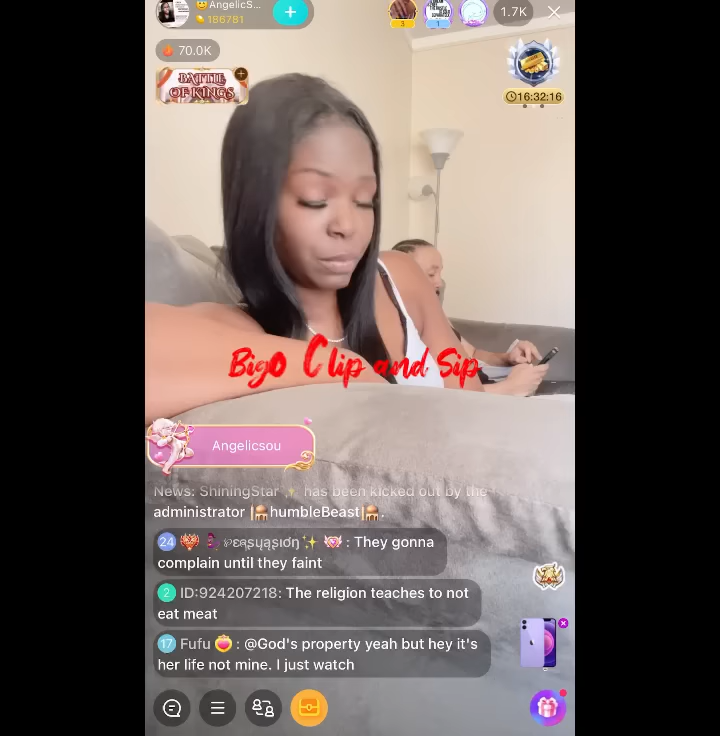 AngelicS...
186781
3
1
1.7K
70.0K
BATTLE
OF KINGS
16:32:16
Bigo Clip and Sip
Angelicsou
News: ShiningStar ✨ has been kicked out by the
administrator |🕌humbleBeast🕌.
24 : They gonna
complain until they faint
2 ID:924207218: The religion teaches to not
eat meat
17 Fufu : @God's property yeah but hey it's
her life not mine. I just watch